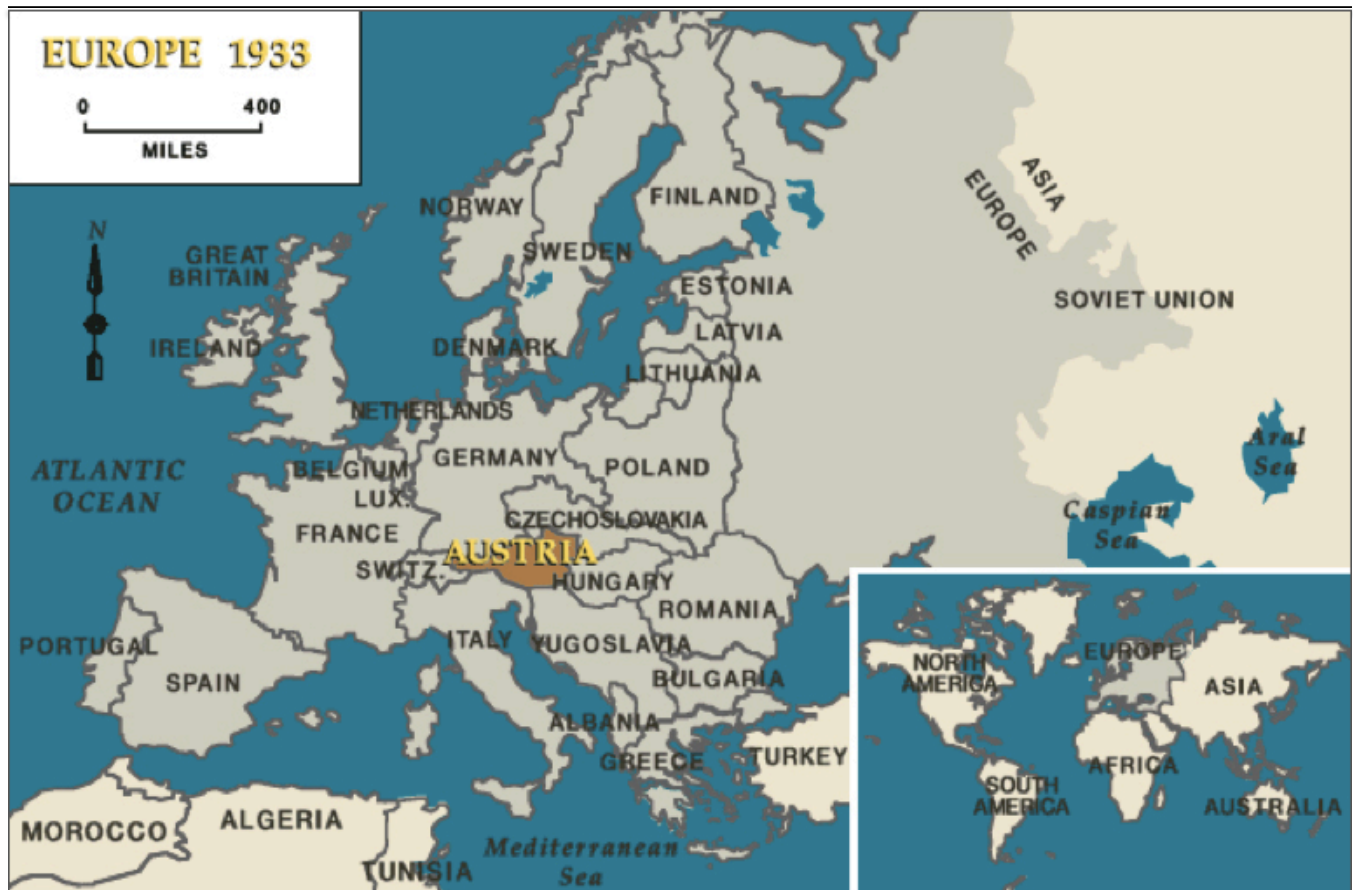 EUROPE 1933
0 400
MILES
N
NORWAY
FINLAND
ASIA
EUROPE
GREAT
BRITAIN
SWEDEN
ESTONIA
SOVIET UNION
LATVIA
IRELAND
DENMARK
LITHUANIA
NETHERLANDS
ATLANTIC
OCEAN
BELGIUM
GERMANY
POLAND
Aral
Sea
LUX.
FRANCE
CZECHOSLOVAKIA
Caspian
Sea
AUSTRIA
SWITZ.
HUNGARY
ROMANIA
PORTUGAL
ITALY
YUGOSLAVIA
SPAIN
BULGARIA
ALBANIA
GREECE
TURKEY
MOROCCO
ALGERIA
TUNISIA
Mediterranean
Sea
NORTH
AMERICA
EUROPE
ASIA
AFRICA
SOUTH
AMERICA
AUSTRALIA